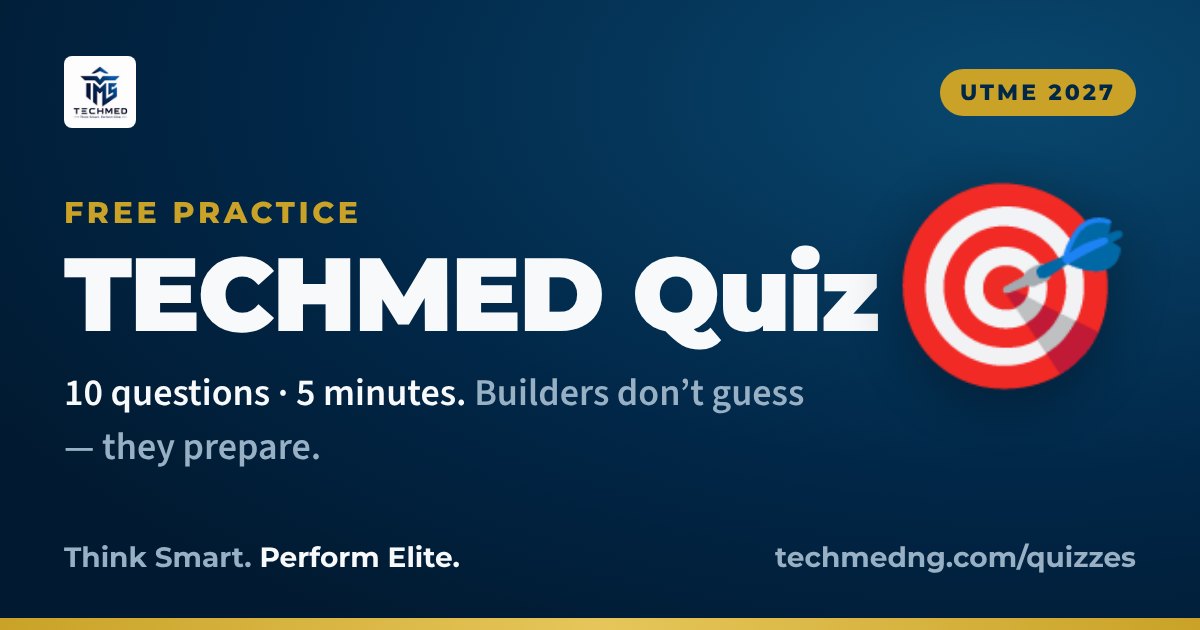 TMS
TECHMED
UTME 2027
FREE PRACTICE
TECHMED Quiz
10 questions · 5 minutes. Builders don’t guess
— they prepare.
Think Smart. Perform Elite.
techmedng.com/quizzes